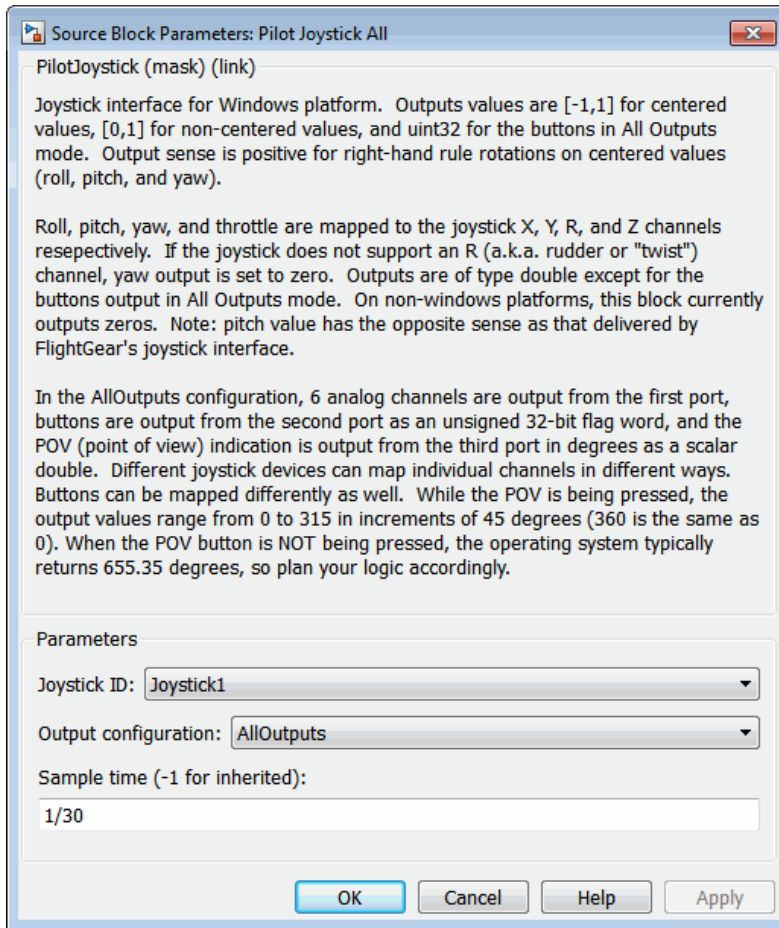 Source Block Parameters: Pilot Joystick All
PilotJoystick (mask) (link)
Joystick interface for Windows platform.  Outputs values are [-1,1] for centered
values, [0,1] for non-centered values, and uint32 for the buttons in All Outputs
mode.  Output sense is positive for right-hand rule rotations on centered values
(roll, pitch, and yaw).
Roll, pitch, yaw, and throttle are mapped to the joystick X, Y, R, and Z channels
resepectively.  If the joystick does not support an R (a.k.a. rudder or "twist")
channel, yaw output is set to zero.  Outputs are of type double except for the
buttons output in All Outputs mode.  On non-windows platforms, this block currently
outputs zeros.  Note: pitch value has the opposite sense as that delivered by
FlightGear's joystick interface.
In the AllOutputs configuration, 6 analog channels are output from the first port,
buttons are output from the second port as an unsigned 32-bit flag word, and the
POV (point of view) indication is output from the third port in degrees as a scalar
double.  Different joystick devices can map individual channels in different ways.
Buttons can be mapped differently as well.  While the POV is being pressed, the
output values range from 0 to 315 in increments of 45 degrees (360 is the same as
0). When the POV button is NOT being pressed, the operating system typically
returns 655.35 degrees, so plan your logic accordingly.
Parameters
Joystick ID: Joystick1
Output configuration: AllOutputs
Sample time (-1 for inherited):
1/30
OK Cancel Help Apply